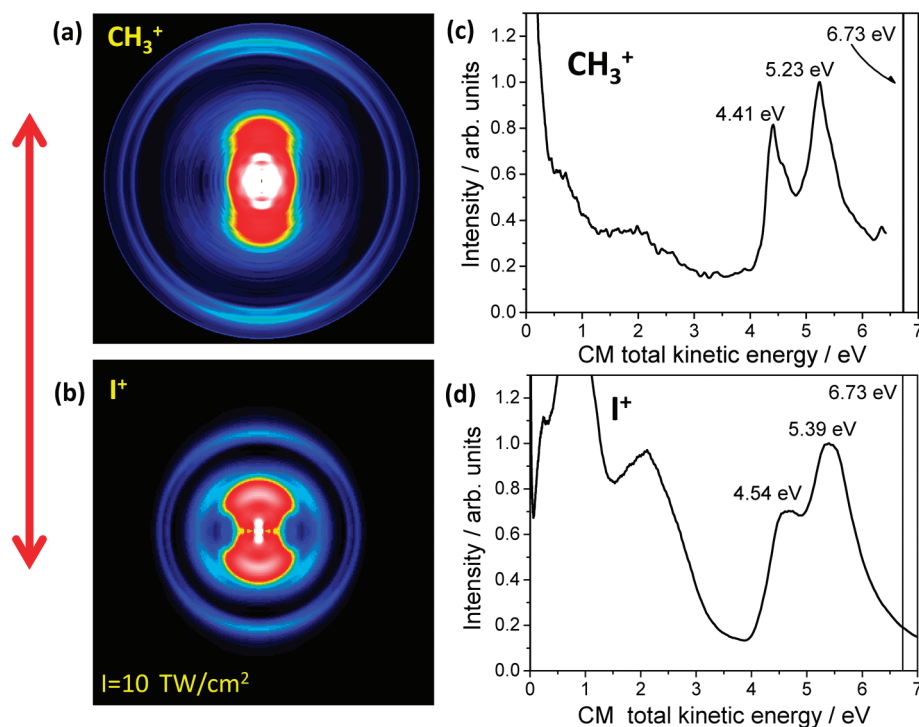 (a)
CH₃⁺
(b)
I⁺
I=10 TW/cm²
(c)
CH₃⁺
6.73 eV
5.23 eV
4.41 eV
Intensity / arb. units
1.2
1.0
0.8
0.6
0.4
0.2
0.0
0 1 2 3 4 5 6 7
CM total kinetic energy / eV
(d)
I⁺
6.73 eV
5.39 eV
4.54 eV
Intensity / arb. units
1.2
1.0
0.8
0.6
0.4
0.2
0.0
0 1 2 3 4 5 6 7
CM total kinetic energy / eV